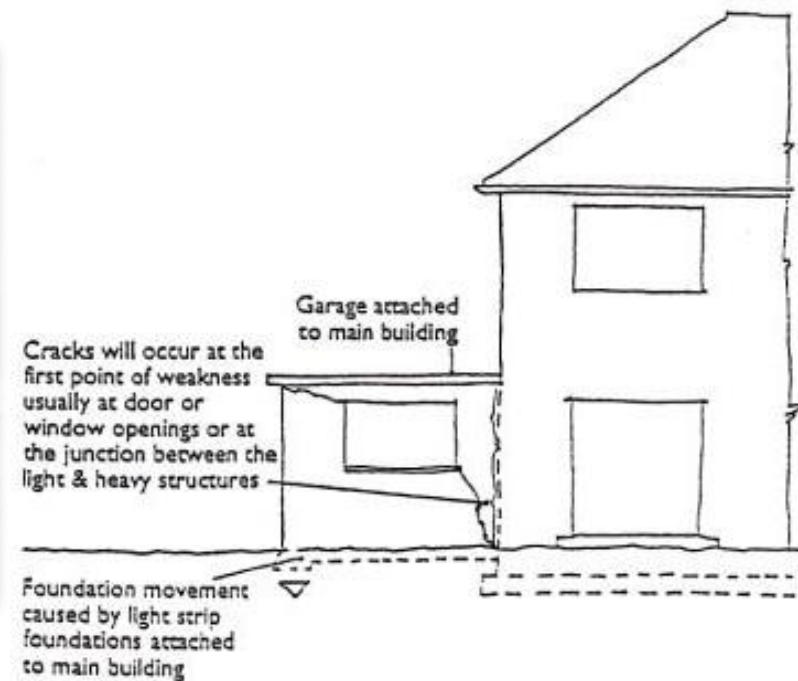 Garage attached
to main building
Cracks will occur at the
first point of weakness
usually at door or
window openings or at
the junction between the
light & heavy structures
Foundation movement
caused by light strip
foundations attached
to main building